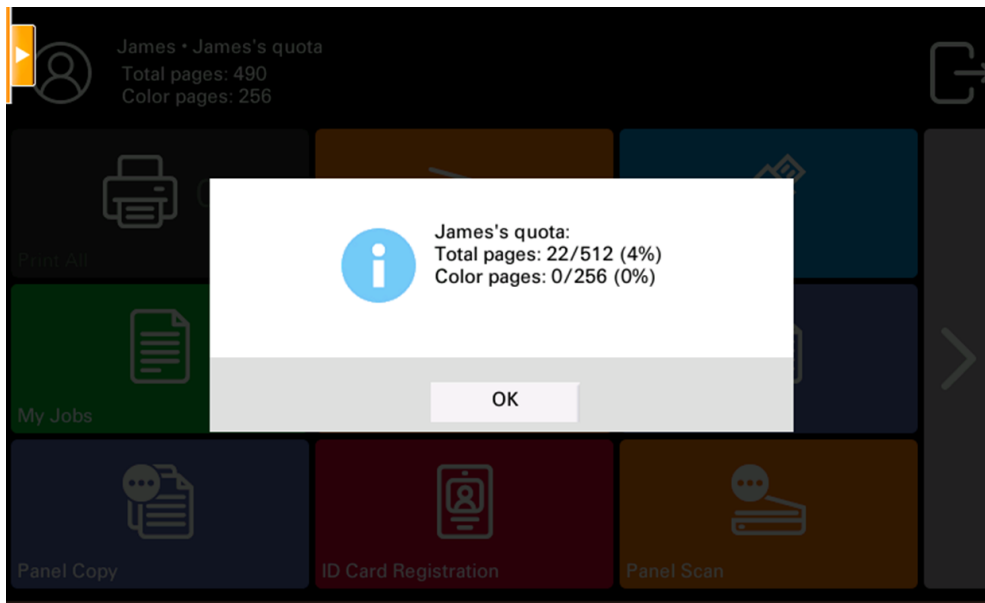 James • James's quota
Total pages: 490
Color pages: 256
Print All
James's quota:
Total pages: 22/512 (4%)
Color pages: 0/256 (0%)
OK
My Jobs
Panel Copy
ID Card Registration
Panel Scan